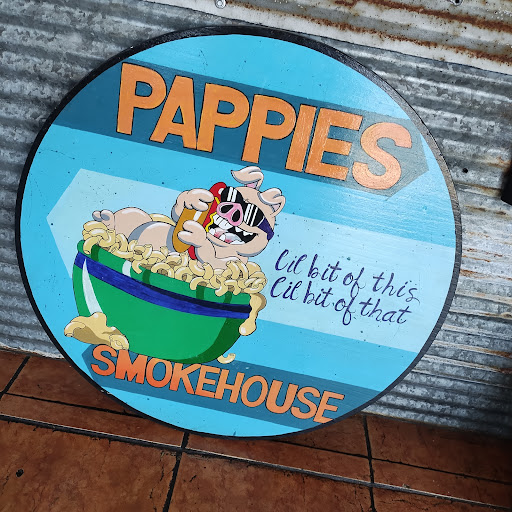 PAPPIES
Lil bit of this
Lil bit of that
SMOKEHOUSE